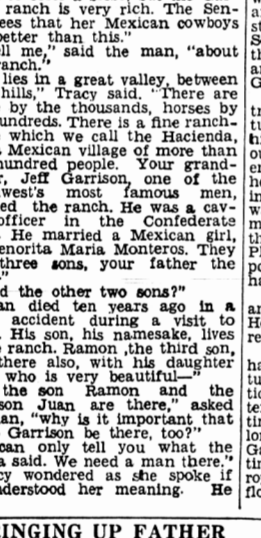 ranch is very rich. The Sen-
ees that her Mexican cowboys
better than this."
ell me," said the man, "about
ranch."
lies in a great valley, between
hills," Tracy said. "There are
by the thousands, horses by
undreds. There is a fine ranch-
which we call the Hacienda,
Mexican village of more than
hundred people. Your grand-
r, Jeff Garrison, one of the
west's most famous men,
ed the ranch. He was a cav-
officer in the Confederate
He married a Mexican girl,
enorita Maria Monteros. They
three sons, your father the
"
d the other two sons?"
an died ten years ago in a
accident during a visit to
His son, his namesake, lives
ranch. Ramon ,the third son,
there also, with his daughter
who is very beautiful—"
the son Ramon and the
son Juan are there," asked
an, "why is it important that
Garrison be there, too?"
can only tell you what the
a said. We need a man there."
cy wondered as she spoke if
nderstood her meaning. He
RINGING UP FATHER